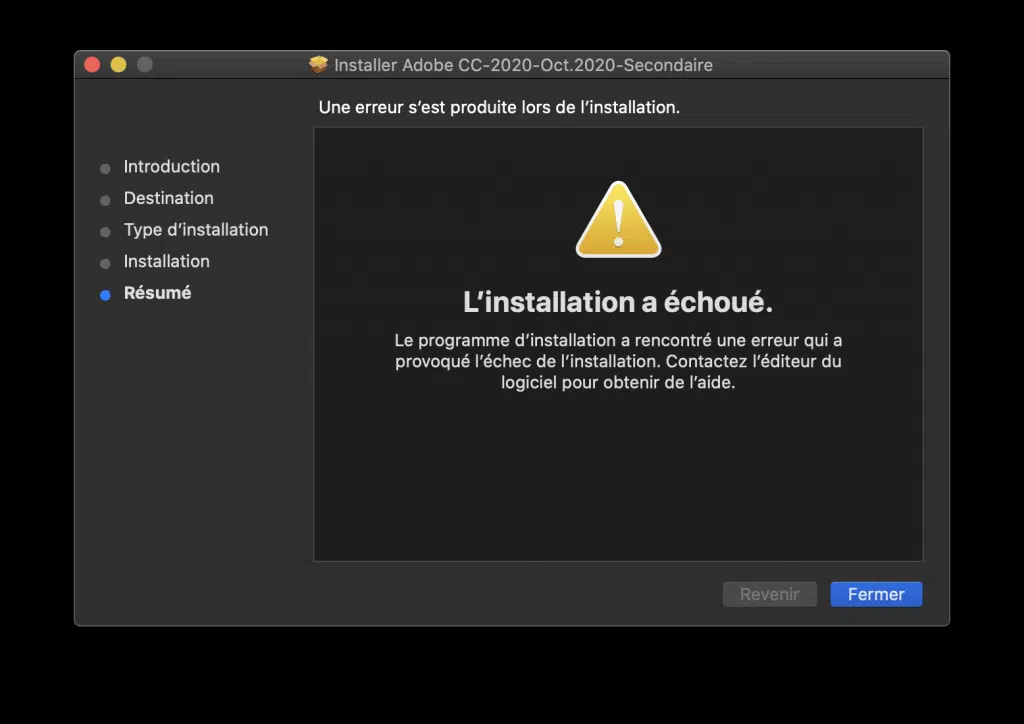 Installer Adobe CC-2020-Oct.2020-Secondaire
Une erreur s’est produite lors de l’installation.
Introduction
Destination
Type d’installation
Installation
Résumé
L’installation a échoué.
Le programme d’installation a rencontré une erreur qui a
provoqué l’échec de l’installation. Contactez l’éditeur du
logiciel pour obtenir de l’aide.
Revenir
Fermer